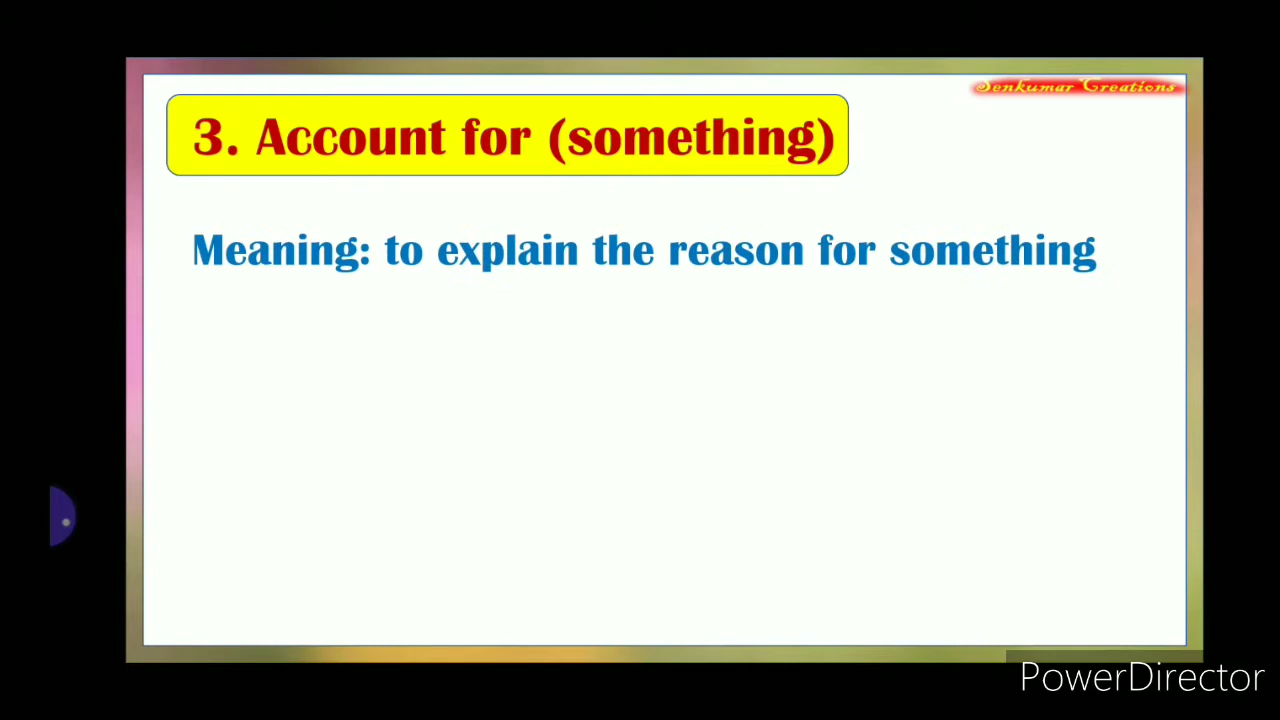 Senkumar Creations
3. Account for (something)
Meaning: to explain the reason for something
PowerDirector